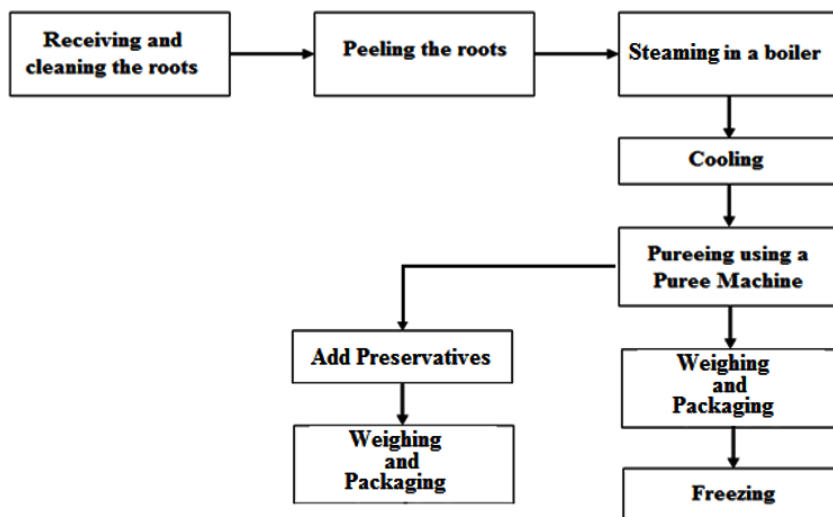 Receiving and
cleaning the roots
Peeling the roots
Steaming in a boiler
Cooling
Pureeing using a
Puree Machine
Add Preservatives
Weighing
and
Packaging
Weighing
and
Packaging
Freezing